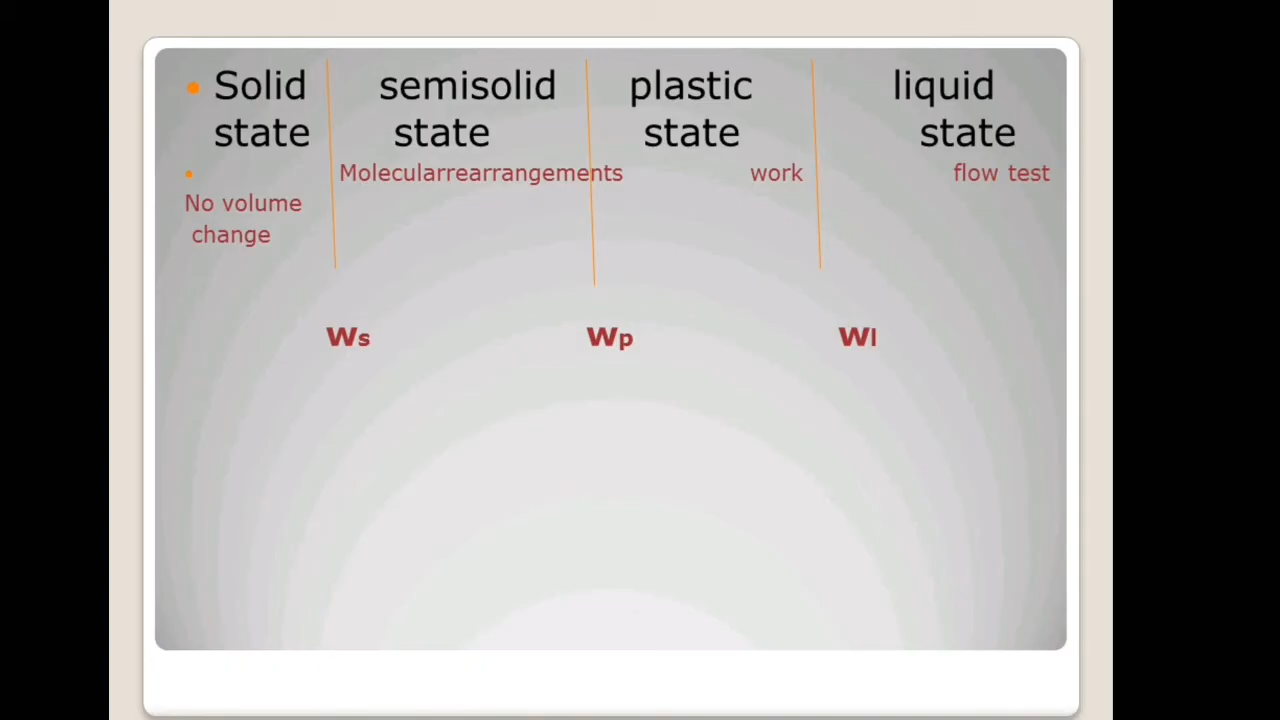 Solid semisolid plastic liquid
state state state state
Molecularrearrangements work flow test
No volume
change
ws wp wl